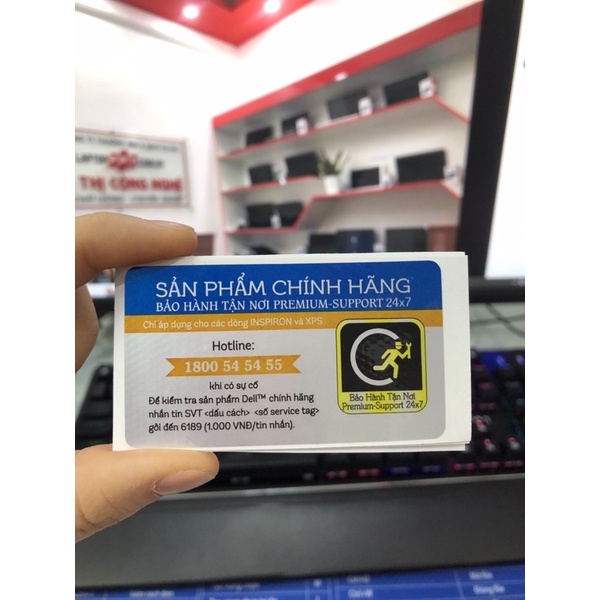 THỊ CÔNG NGHỆ
SẢN PHẨM CHÍNH HÃNG
BẢO HÀNH TẬN NƠI PREMIUM-SUPPORT 24x7
Chỉ áp dụng cho các dòng INSPIRON và XPS
Hotline:
1800 54 54 55
khi có sự cố
Để kiểm tra sản phẩm Dell™ chính hãng
nhắn tin SVT <dấu cách> <số service tag>
gởi đến 6189 (1.000 VNĐ/tin nhắn).
Bảo Hành Tận Nơi
Premium-Support 24x7